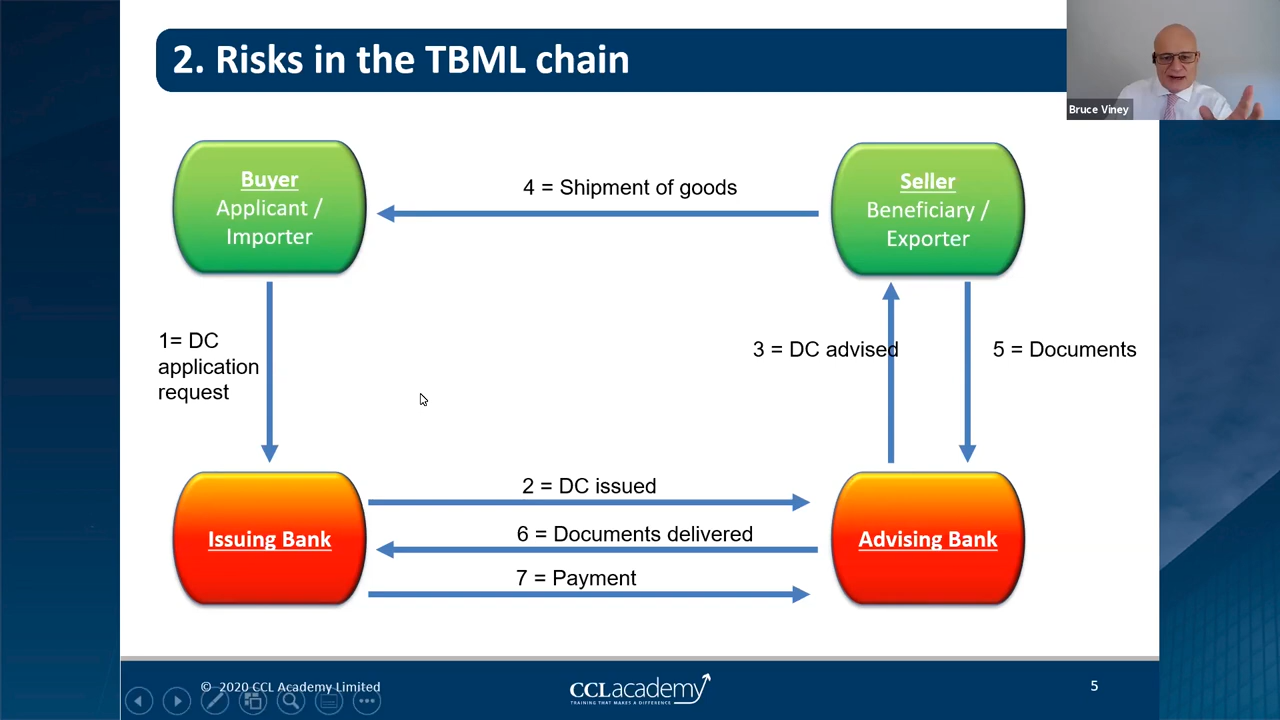 2. Risks in the TBML chain
Bruce Viney
Buyer
Applicant /
Importer
4 = Shipment of goods
Seller
Beneficiary /
Exporter
1= DC
application
request
3 = DC advised
5 = Documents
2 = DC issued
6 = Documents delivered
7 = Payment
Issuing Bank
Advising Bank
© 2020 CCL Academy Limited
CCLacademy
TRAINING THAT MAKES A DIFFERENCE
5